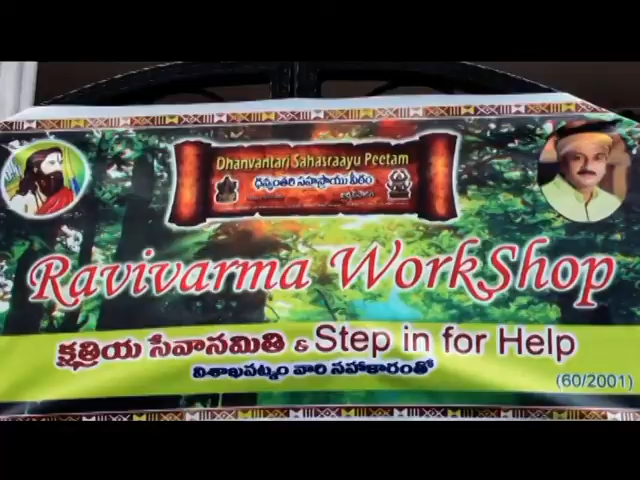 Dhanvantari Sahasraayu Peetam
ధన్వంతరి సహస్రాయు పీఠం
Ravivarma WorkShop
క్షత్రియ సేవాసమితి & Step in for Help
విశాఖపట్నం వారి సహకారంతో
(60/2001)